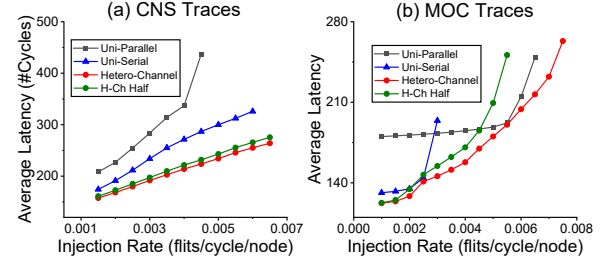 (a) CNS Traces
Average Latency (#Cycles)
500
400
300
200
Uni-Parallel
Uni-Serial
Hetero-Channel
H-Ch Half
0.001
0.003
0.005
0.007
Injection Rate (flits/cycle/node)
(b) MOC Traces
Average Latency
280
210
140
Uni-Parallel
Uni-Serial
Hetero-Channel
H-Ch Half
0.000
0.002
0.004
0.006
0.008
Injection Rate (flits/cycle/node)